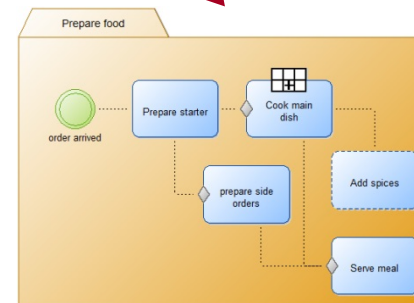 Prepare food
order arrived
Prepare starter
Cook main
dish
prepare side
orders
Add spices
Serve meal